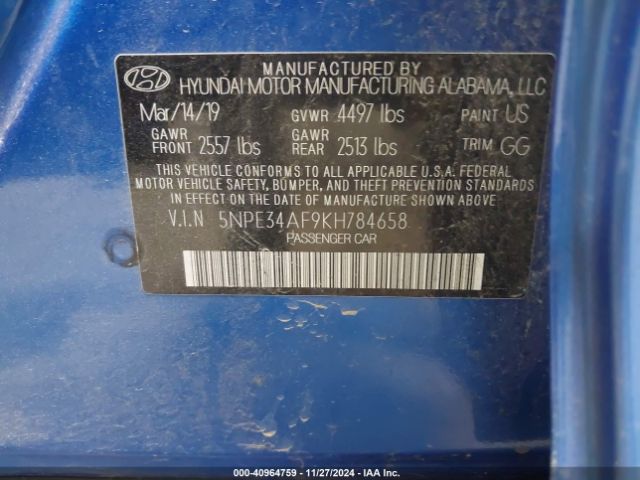 MANUFACTURED BY
HYUNDAI MOTOR MANUFACTURING ALABAMA, LLC
Mar/14/19 GVWR 4497 lbs PAINT US
GAWR FRONT 2557 lbs GAWR REAR 2513 lbs TRIM GG
THIS VEHICLE CONFORMS TO ALL APPLICABLE U.S.A. FEDERAL
MOTOR VEHICLE SAFETY, BUMPER, AND THEFT PREVENTION STANDARDS
IN EFFECT ON THE DATE OF MANUFACTURE SHOWN ABOVE.
V.I.N 5NPE34AF9KH784658
PASSENGER CAR
© - 40964759 - 11/27/2024 - IAA Inc.